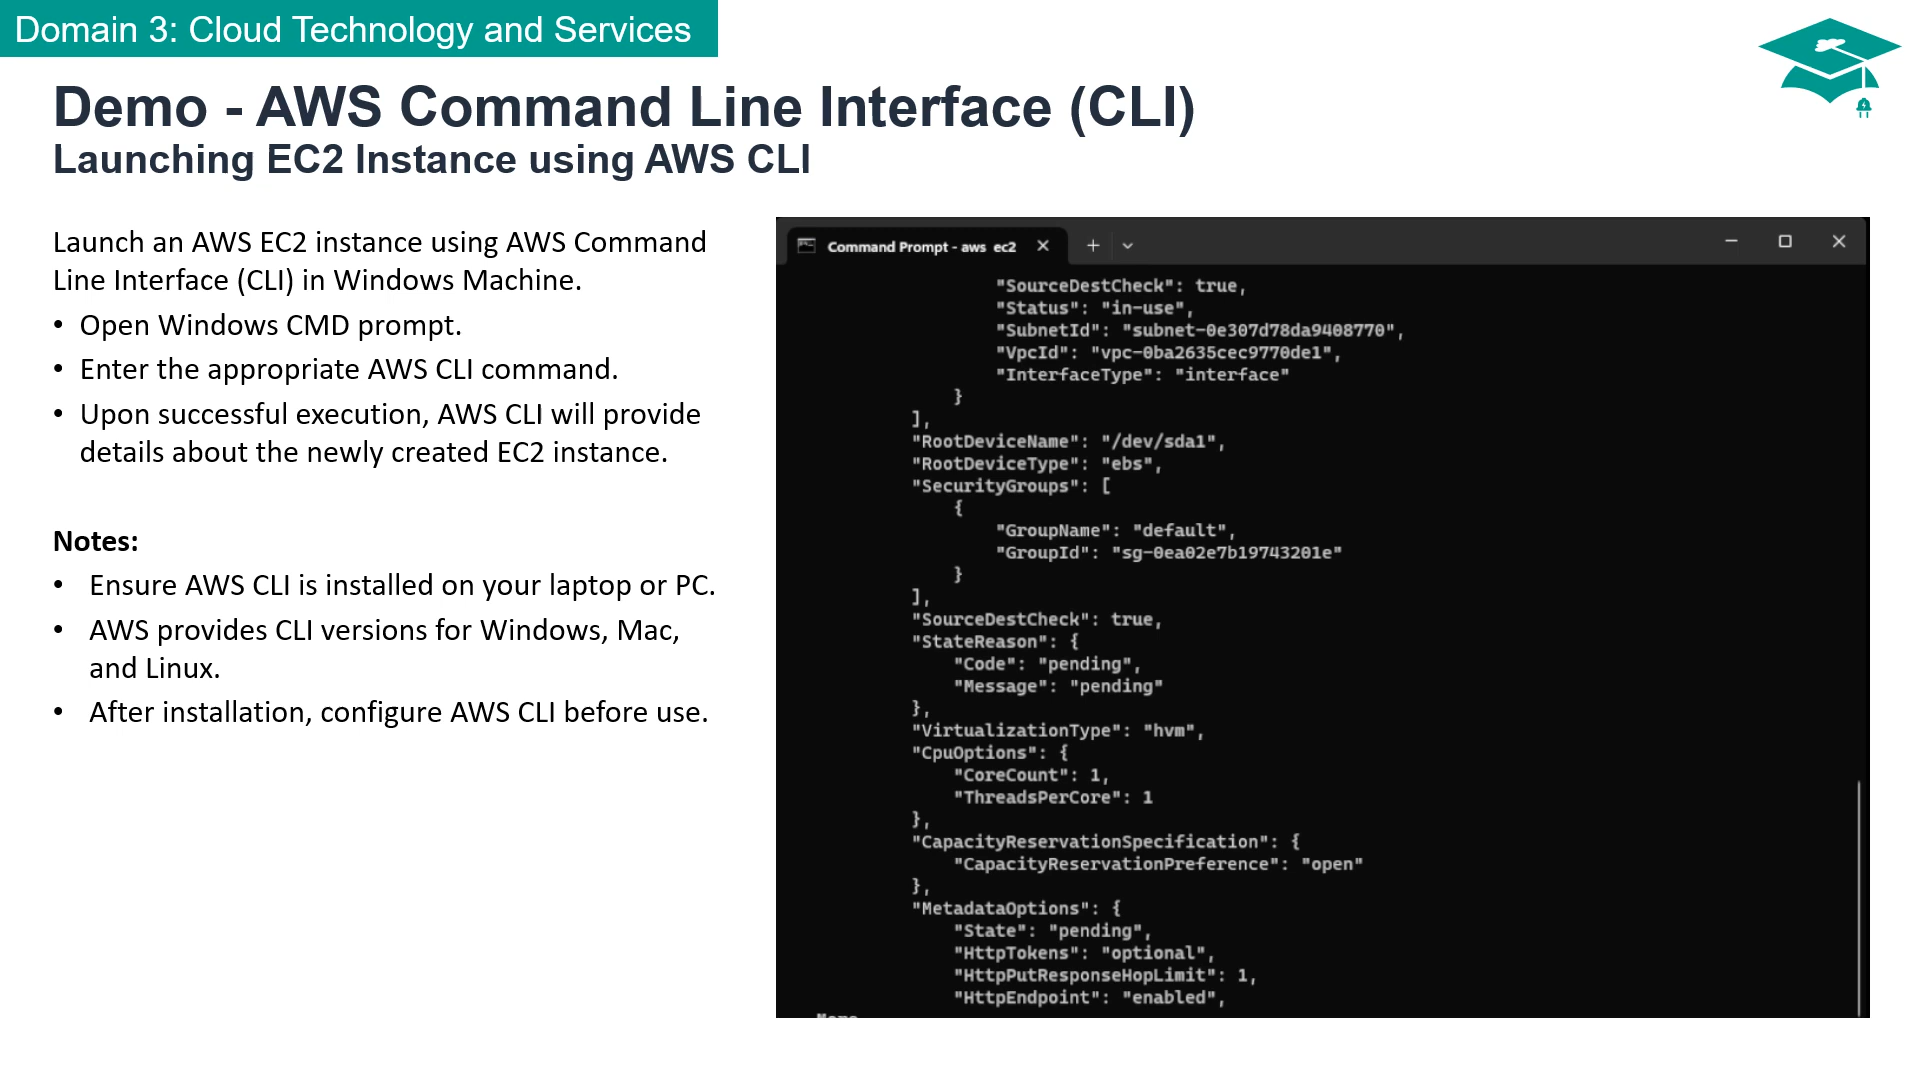 Domain 3: Cloud Technology and Services
Demo - AWS Command Line Interface (CLI)
Launching EC2 Instance using AWS CLI
Launch an AWS EC2 instance using AWS Command
Line Interface (CLI) in Windows Machine.
• Open Windows CMD prompt.
• Enter the appropriate AWS CLI command.
• Upon successful execution, AWS CLI will provide
details about the newly created EC2 instance.
Notes:
• Ensure AWS CLI is installed on your laptop or PC.
• AWS provides CLI versions for Windows, Mac,
and Linux.
• After installation, configure AWS CLI before use.
Command Prompt - aws ec2
"SourceDestCheck": true,
"Status": "in-use",
"SubnetId": "subnet-0e307d78da9408770",
"VpcId": "vpc-0ba2635cec9770de1",
"InterfaceType": "interface"
}
],
"RootDeviceName": "/dev/sda1",
"RootDeviceType": "ebs",
"SecurityGroups": [
{
"GroupName": "default",
"GroupId": "sg-0ea02e7b19743201e"
}
],
"SourceDestCheck": true,
"StateReason": {
"Code": "pending",
"Message": "pending"
},
"VirtualizationType": "hvm",
"CpuOptions": {
"CoreCount": 1,
"ThreadsPerCore": 1
},
"CapacityReservationSpecification": {
"CapacityReservationPreference": "open"
},
"MetadataOptions": {
"State": "pending",
"HttpTokens": "optional",
"HttpPutResponseHopLimit": 1,
"HttpEndpoint": "enabled",